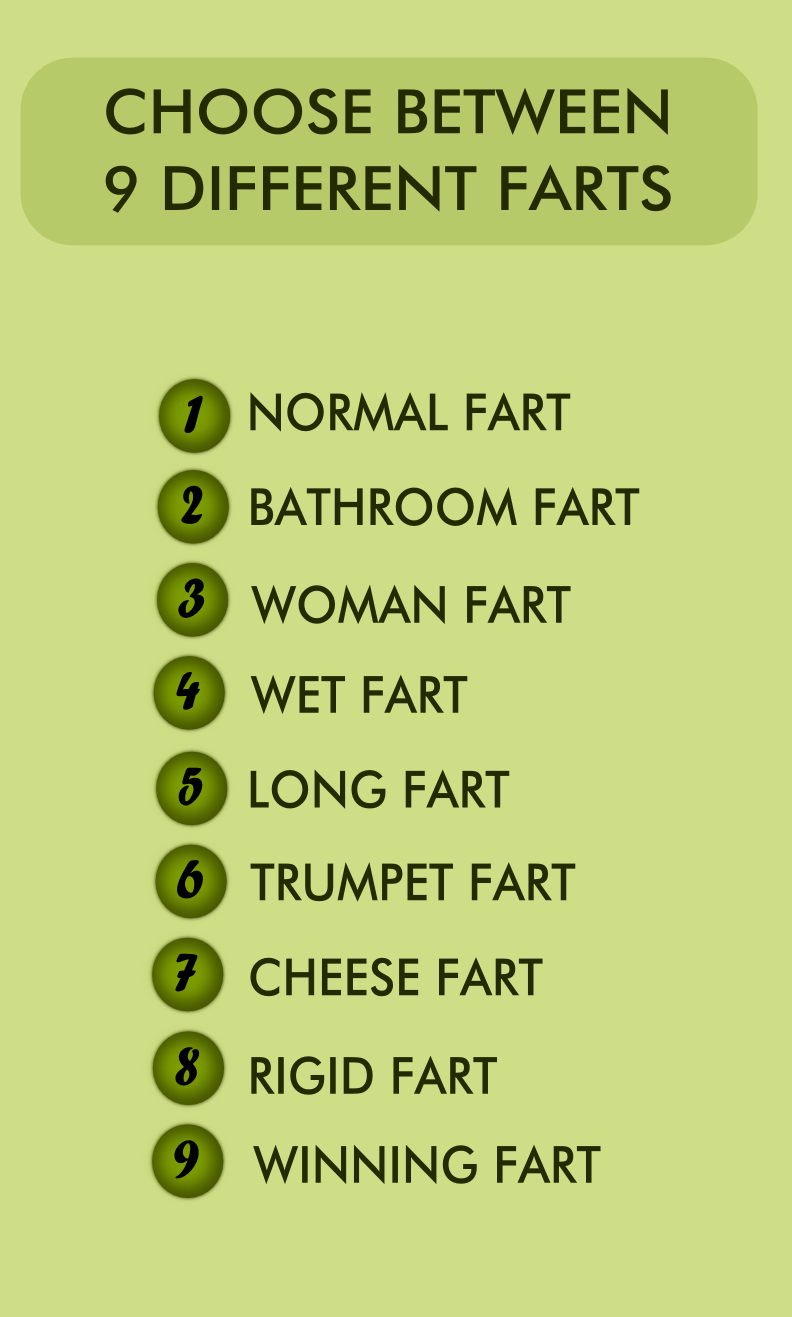 CHOOSE BETWEEN
9 DIFFERENT FARTS
1 NORMAL FART
2 BATHROOM FART
3 WOMAN FART
4 WET FART
5 LONG FART
6 TRUMPET FART
7 CHEESE FART
8 RIGID FART
9 WINNING FART